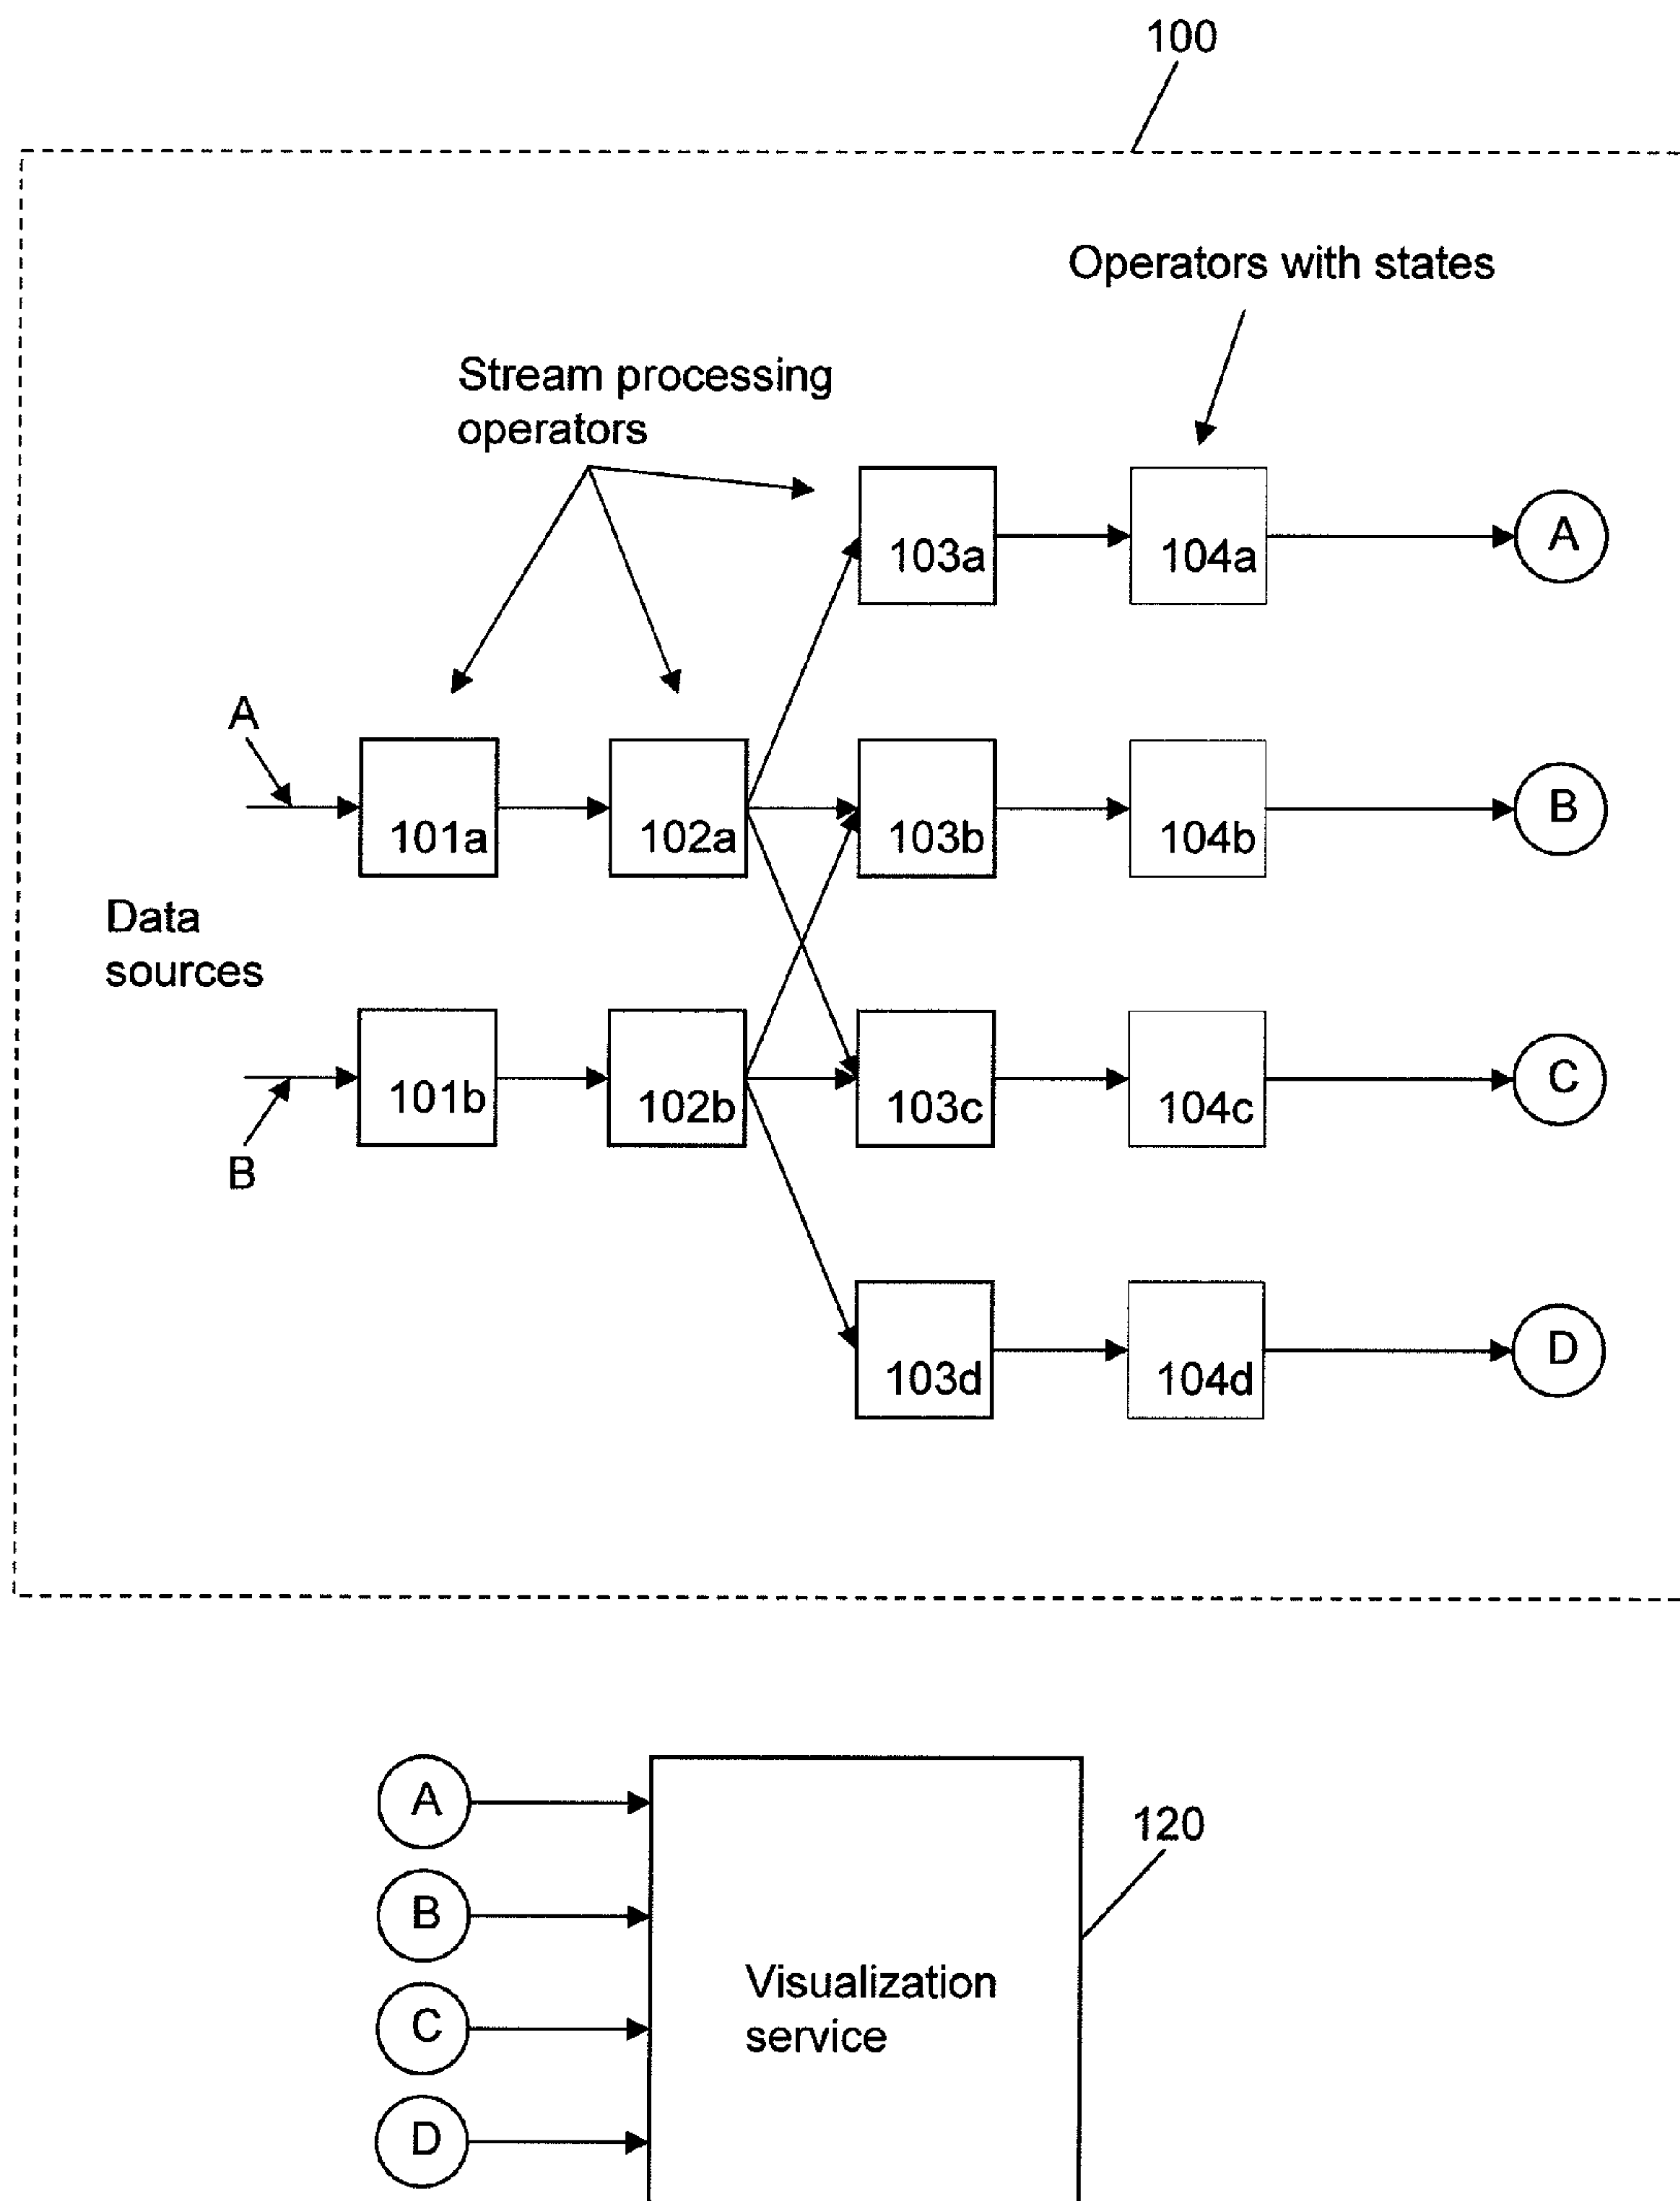 100
Operators with states
Stream processing
operators
103a
104a
A
A
101a
102a
103b
104b
B
Data
sources
101b
102b
103c
104c
C
B
103d
104d
D
A
120
B
Visualization
service
C
D